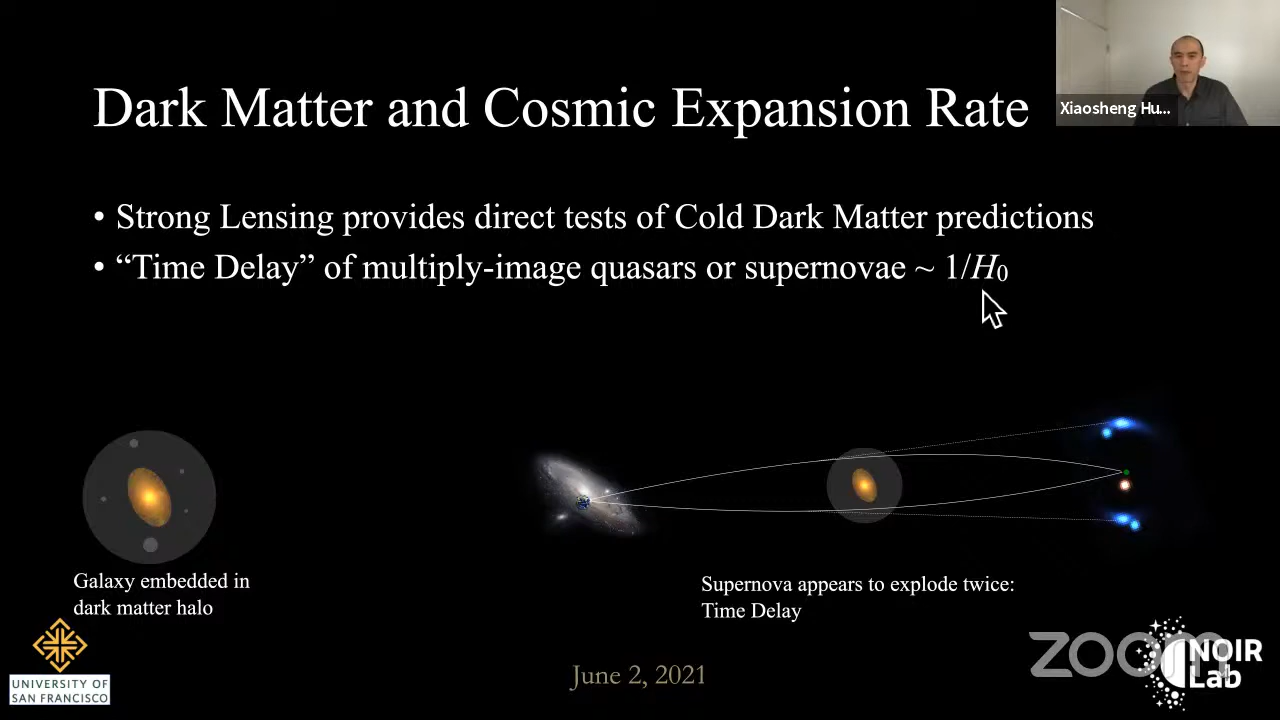 Dark Matter and Cosmic Expansion Rate
Xiaosheng Hu...
• Strong Lensing provides direct tests of Cold Dark Matter predictions
• “Time Delay” of multiply-image quasars or supernovae ~ 1/H₀
Galaxy embedded in
dark matter halo
Supernova appears to explode twice:
Time Delay
UNIVERSITY OF
SAN FRANCISCO
June 2, 2021
zoom
NOIR
Lab